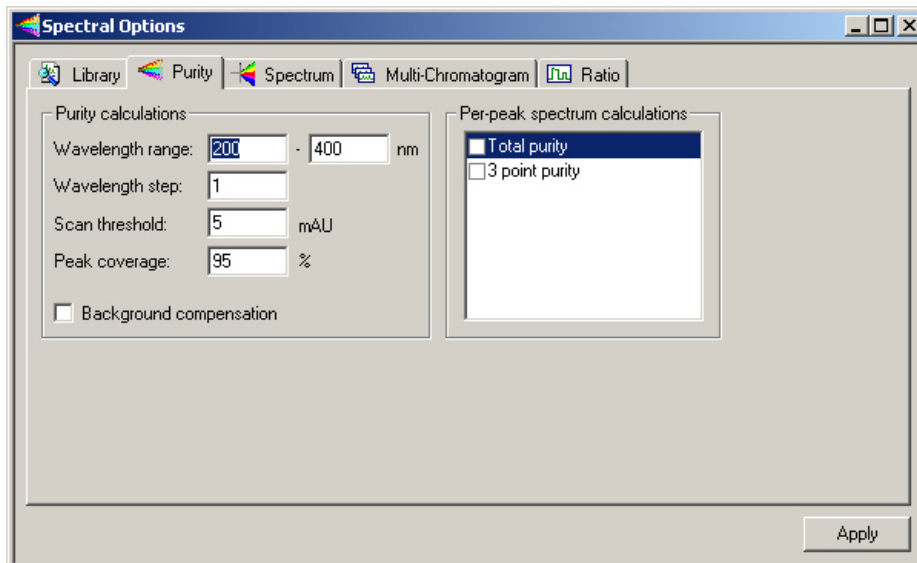 Spectral Options
Library Purity Spectrum Multi-Chromatogram Ratio
Purity calculations
Wavelength range: 200 - 400 nm
Wavelength step: 1
Scan threshold: 5 mAU
Peak coverage: 95 %
Background compensation
Per-peak spectrum calculations
Total purity
3 point purity
Apply